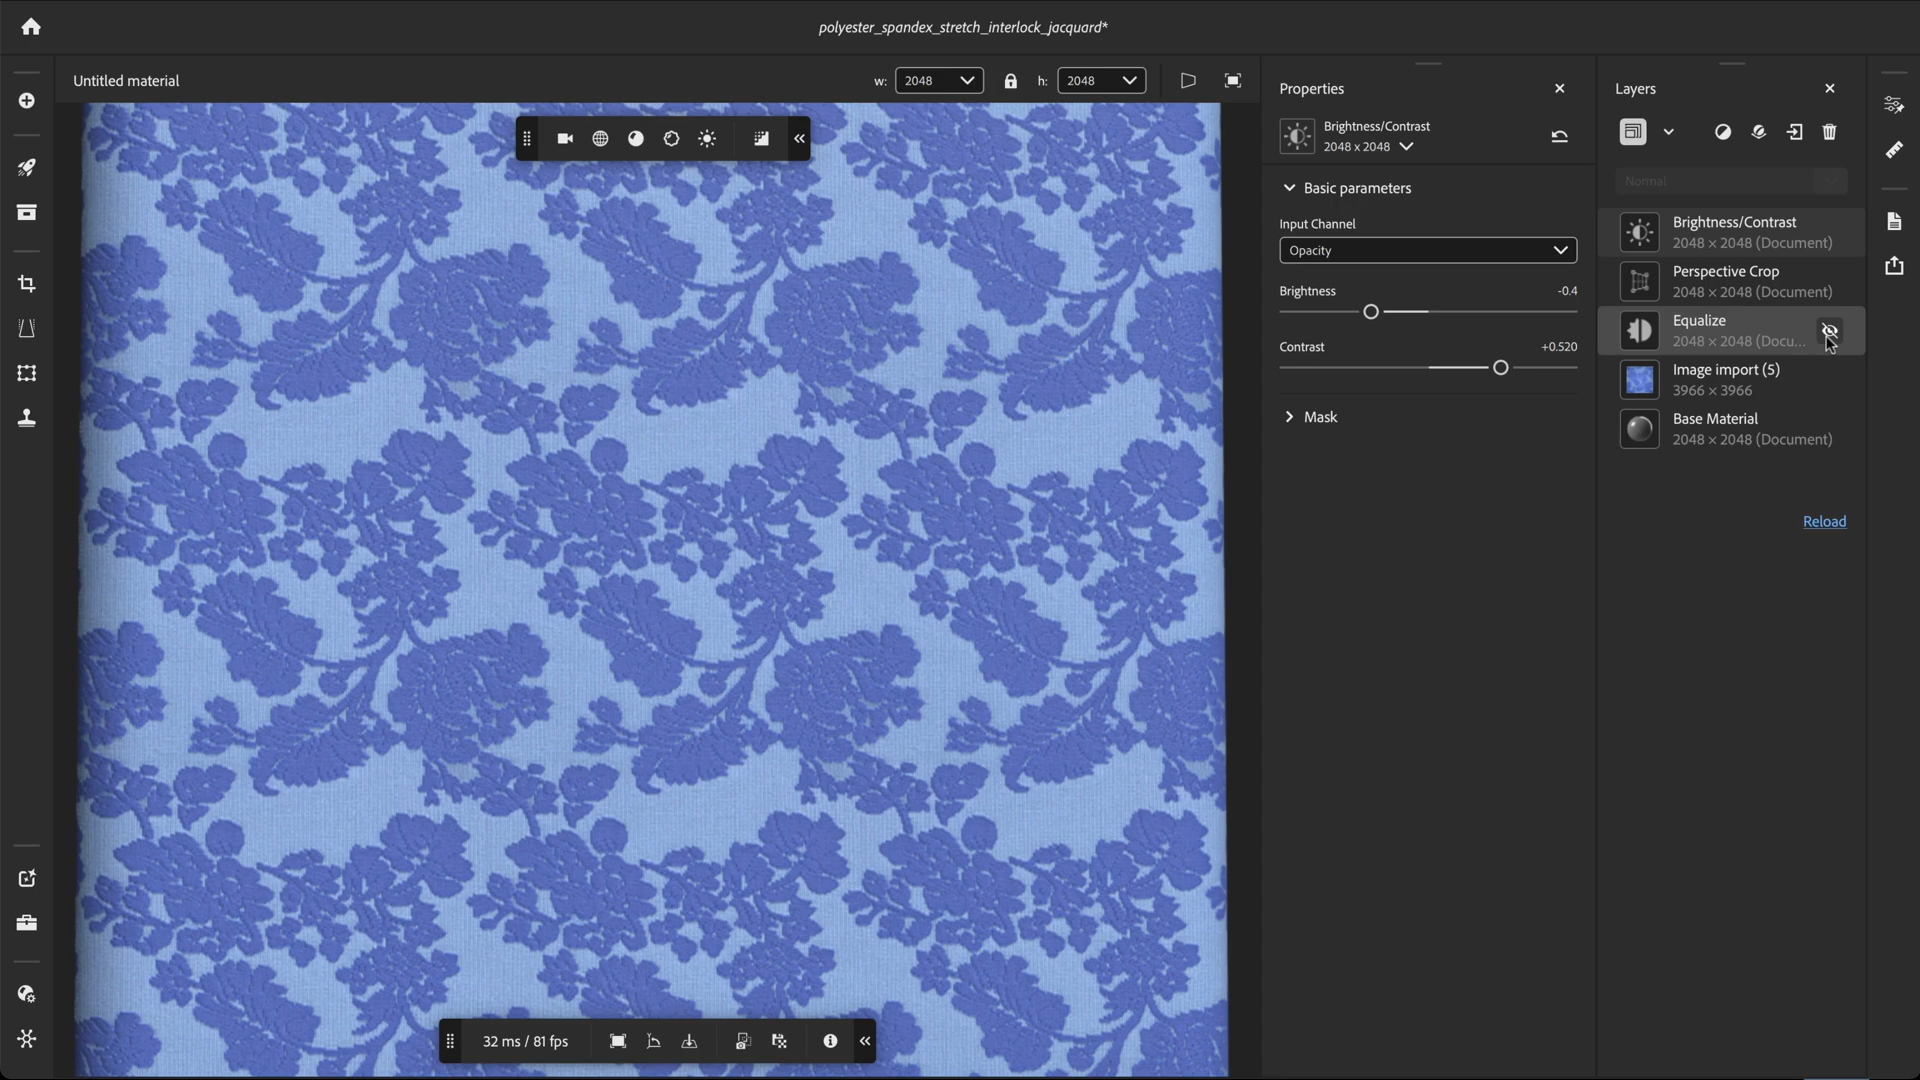 polyester_spandex_stretch_interlock_jacquard*
Untitled material
w: 2048
h: 2048
Properties
Brightness/Contrast
2048 x 2048
Basic parameters
Input Channel
Opacity
Brightness
-0.4
Contrast
+0.520
Mask
Layers
Normal
Brightness/Contrast
2048 × 2048 (Document)
Perspective Crop
2048 × 2048 (Document)
Equalize
2048 × 2048 (Docu...
Image import (5)
3966 × 3966
Base Material
2048 × 2048 (Document)
Reload
32 ms / 81 fps